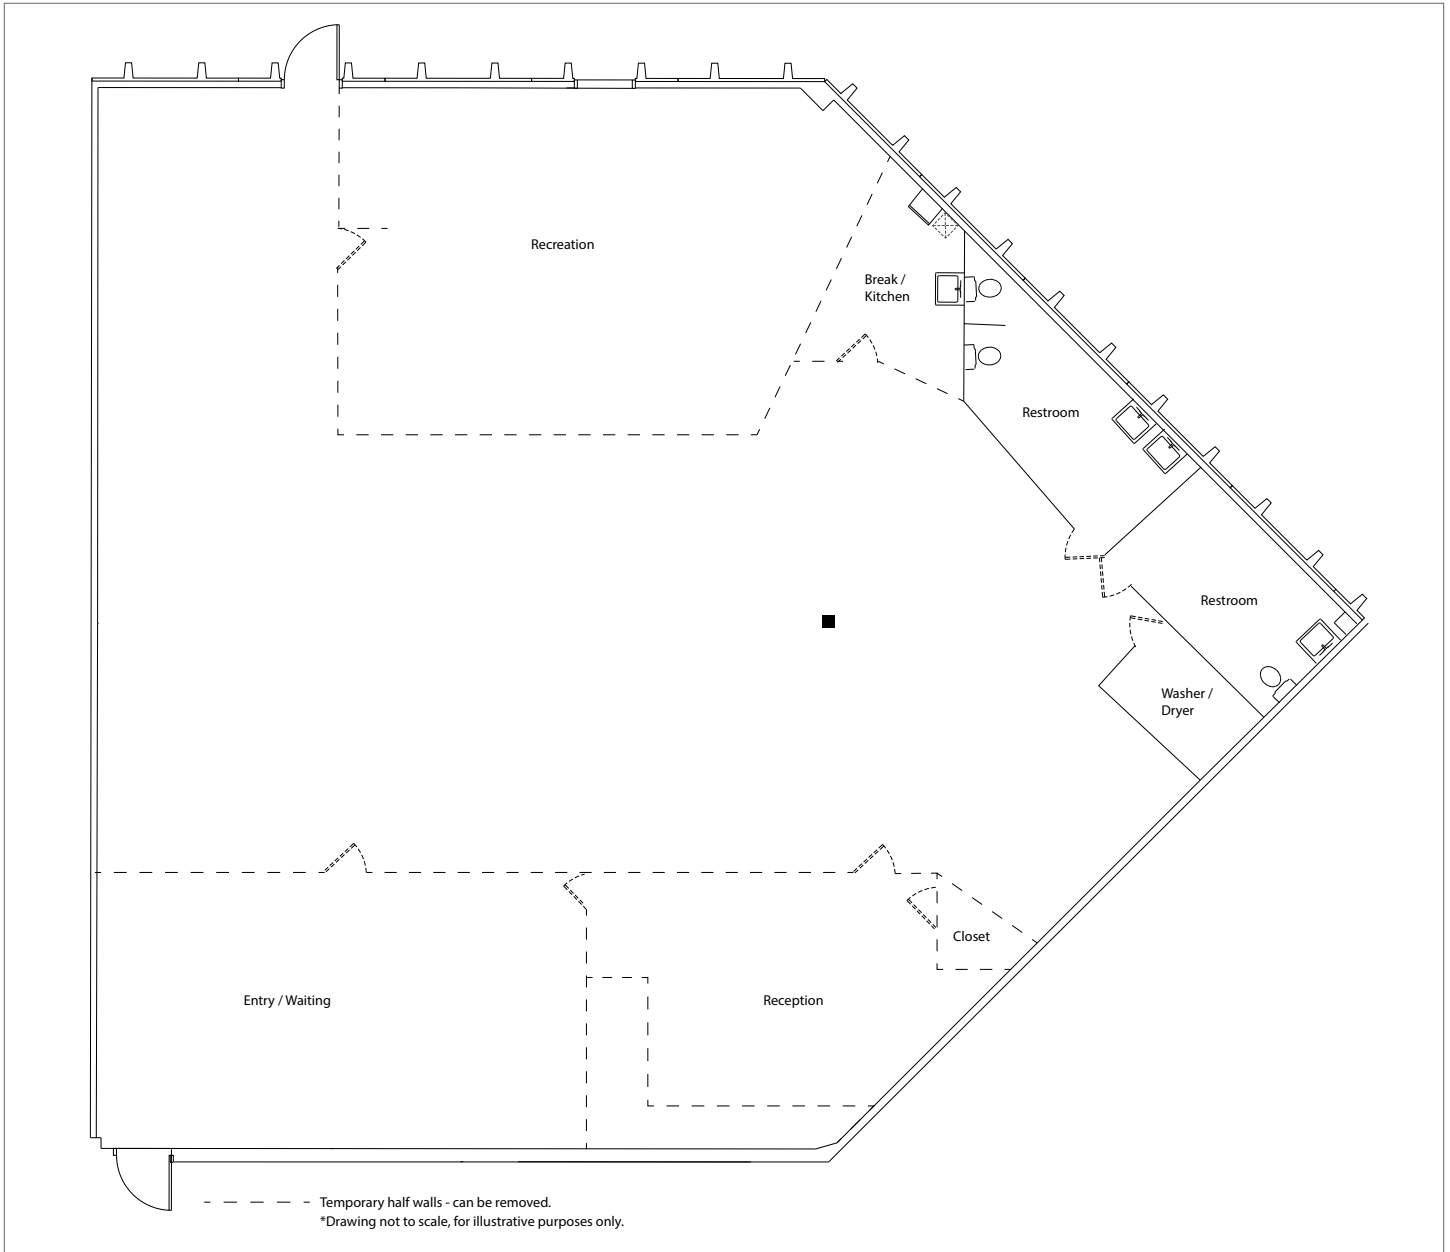 Recreation
Break /
Kitchen
Restroom
Restroom
Washer /
Dryer
Closet
Entry / Waiting
Reception
Temporary half walls - can be removed.
*Drawing not to scale, for illustrative purposes only.